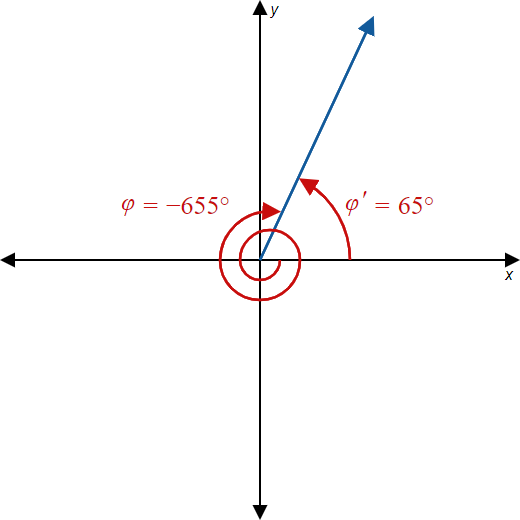 y
φ = −655°
φ′ = 65°
x